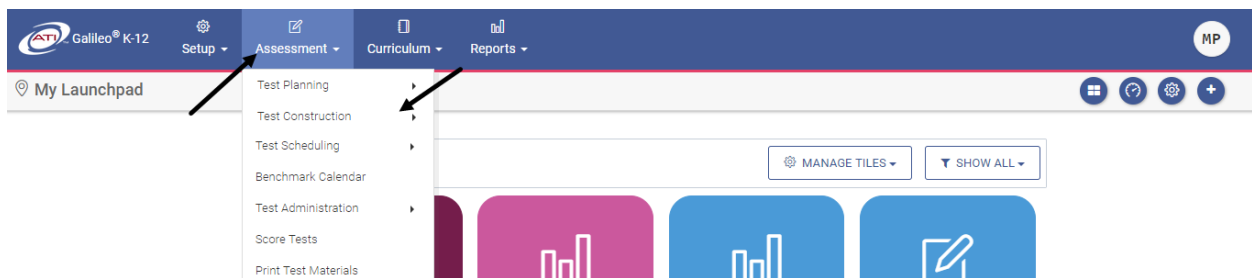 ATI Galileo® K-12
Setup
Assessment
Curriculum
Reports
MP
My Launchpad
Test Planning
Test Construction
Test Scheduling
Benchmark Calendar
Test Administration
Score Tests
Print Test Materials
MANAGE TILES
SHOW ALL